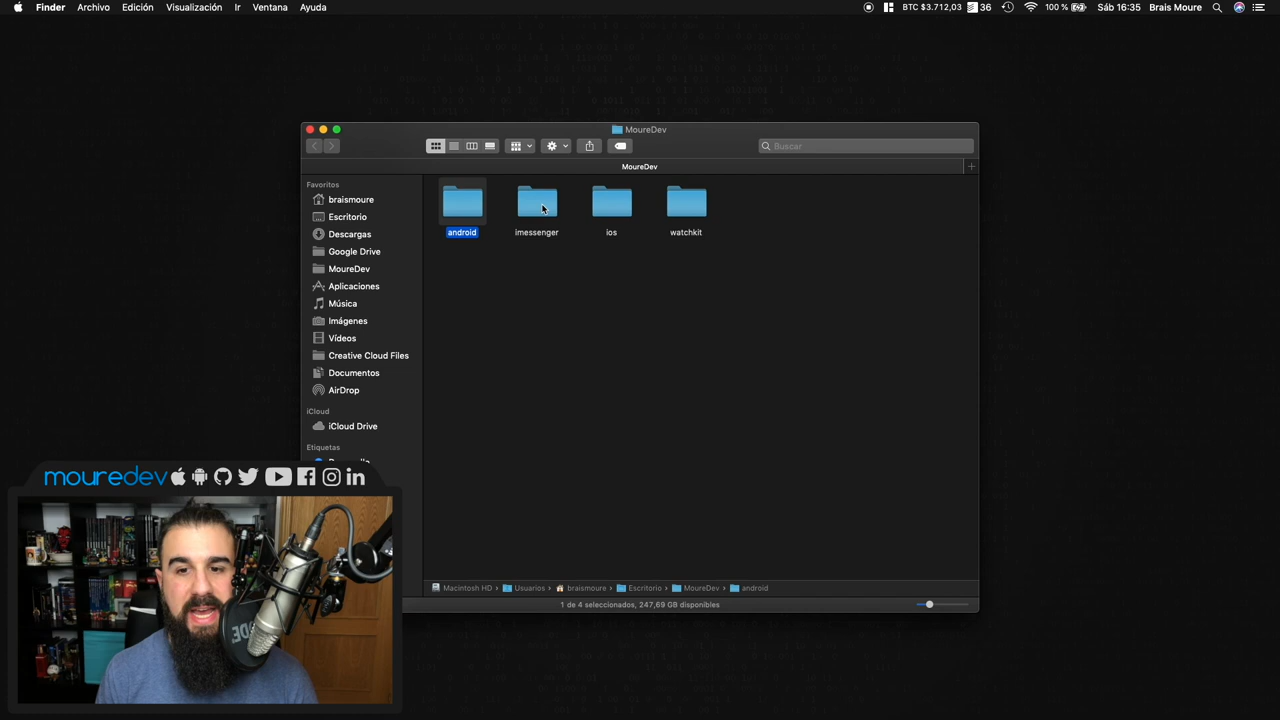 Finder Archivo Edición Visualización Ir Ventana Ayuda
BTC $3.712,03 36 100 % Sáb 16:35 Brais Moure
MoureDev
Buscar
MoureDev
Favoritos
braismoure
Escritorio
Descargas
Google Drive
MoureDev
Aplicaciones
Música
Imágenes
Vídeos
Creative Cloud Files
Documentos
AirDrop
iCloud
iCloud Drive
Etiquetas
android imessenger ios watchkit
Macintosh HD › Usuarios › braismoure › Escritorio › MoureDev › android
1 de 4 seleccionados, 247,69 GB disponibles
mouredev